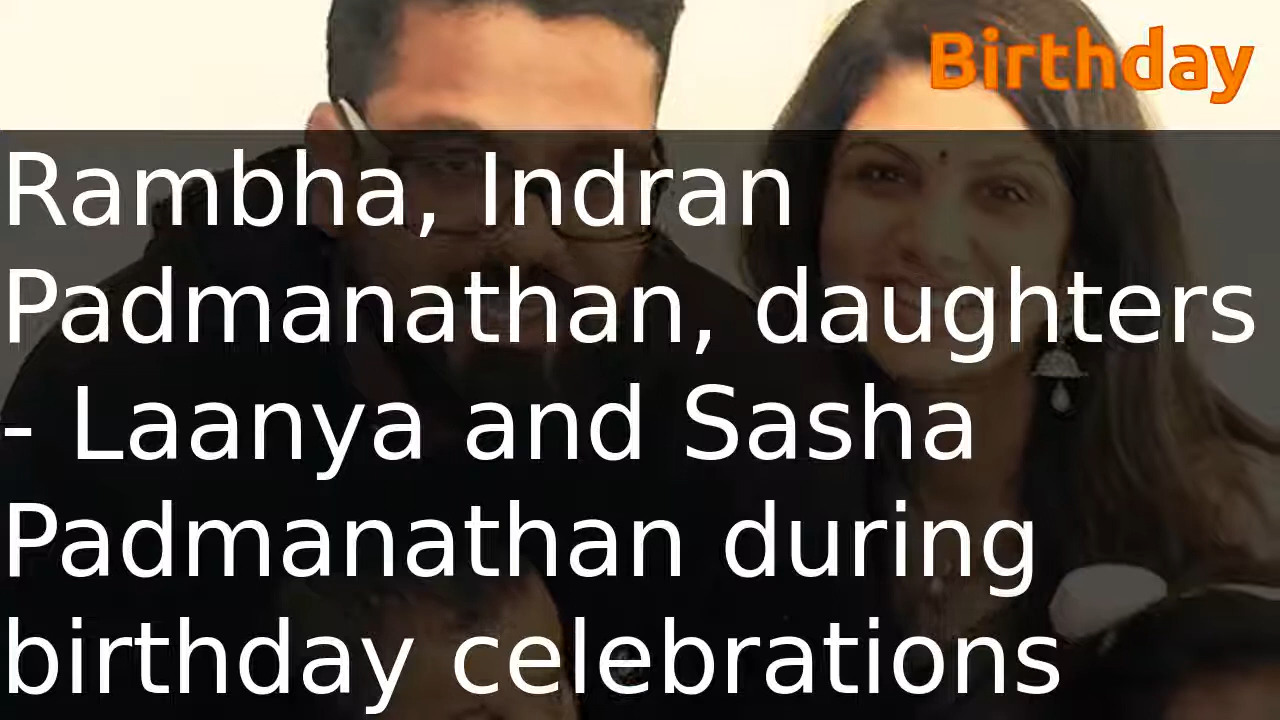 Birthday
Rambha, Indran
Padmanathan, daughters
- Laanya and Sasha
Padmanathan during
birthday celebrations